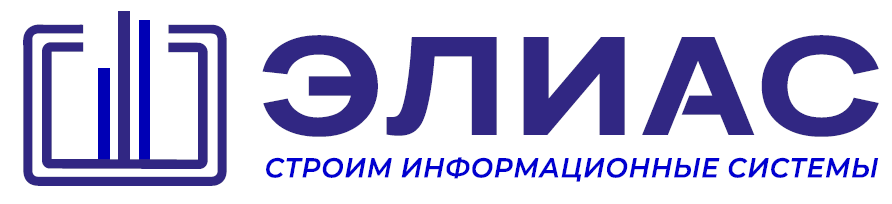 ЭЛИАС
СТРОИМ ИНФОРМАЦИОННЫЕ СИСТЕМЫ